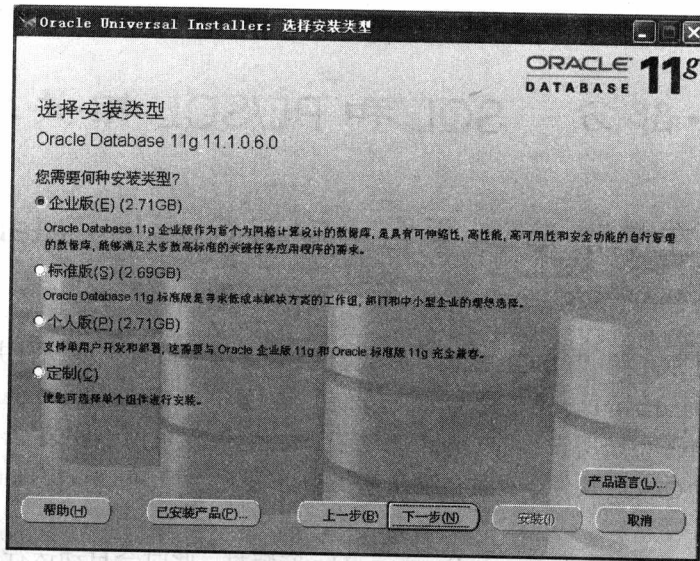 Oracle Universal Installer: 选择安装类型
ORACLE 11g
DATABASE
选择安装类型
Oracle Database 11g 11.1.0.6.0
您需要何种安装类型?
企业版(E) (2.71GB)
Oracle Database 11g 企业版作为首个为网格计算设计的数据库, 是具有可伸缩性, 高性能, 高可用性和安全功能的自行管理
的数据库, 能够满足大多数高标准的关键任务应用程序的需求。
标准版(S) (2.69GB)
Oracle Database 11g 标准版是寻求低成本解决方案的工作组, 部门和中小型企业的理想选择。
个人版(P) (2.71GB)
支持单用户开发和部署, 这需要与 Oracle 企业版 11g 和 Oracle 标准版 11g 完全兼容。
定制(C)
使您可选择单个组件进行安装。
产品语言(L)...
帮助(H) 已安装产品(P)... 上一步(B) 下一步(N) 安装(I) 取消